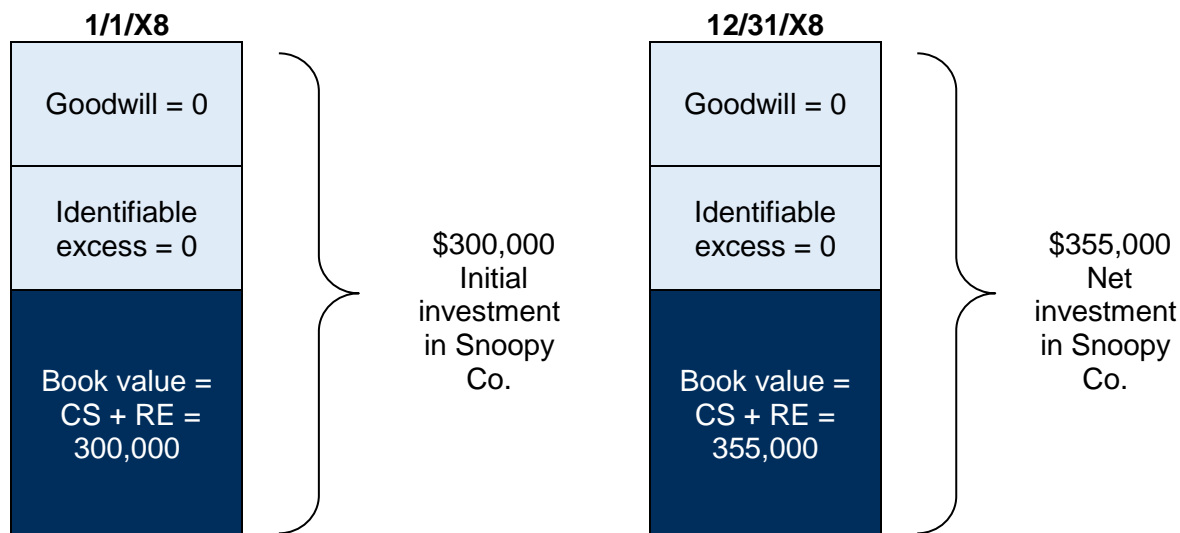 1/1/X8
Goodwill = 0
Identifiable
excess = 0
Book value =
CS + RE =
300,000
$300,000
Initial
investment
in Snoopy
Co.
12/31/X8
Goodwill = 0
Identifiable
excess = 0
Book value =
CS + RE =
355,000
$355,000
Net
investment
in Snoopy
Co.